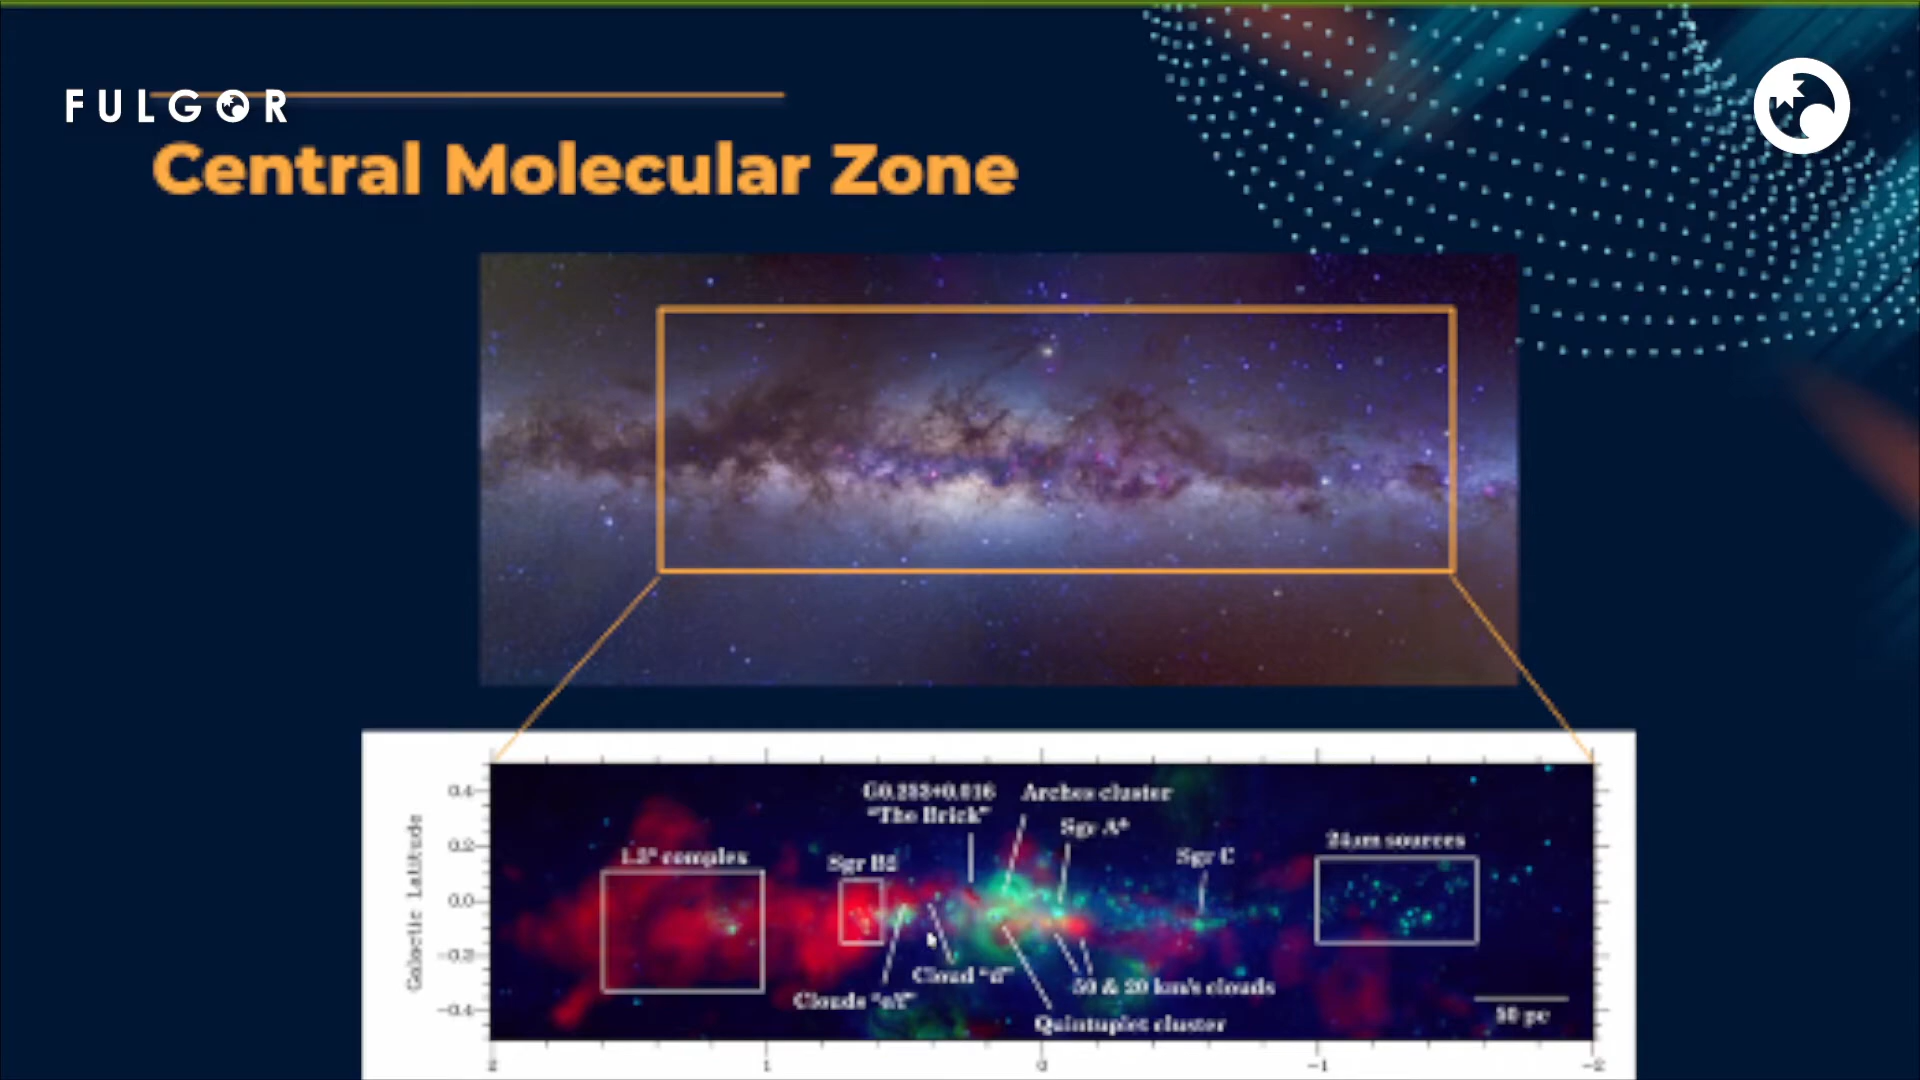 FULGOR
Central Molecular Zone
G0.253+0.016
"The Brick"
Arches cluster
Sgr A*
1.3° complex
Sgr B2
Sgr C
24μm sources
Cloud "d"
Clouds "e/f"
50 & 20 km/s clouds
Quintuplet cluster
50 pc
Galactic Latitude
0.4
0.2
0.0
-0.2
-0.4
2
1
0
-1
-2